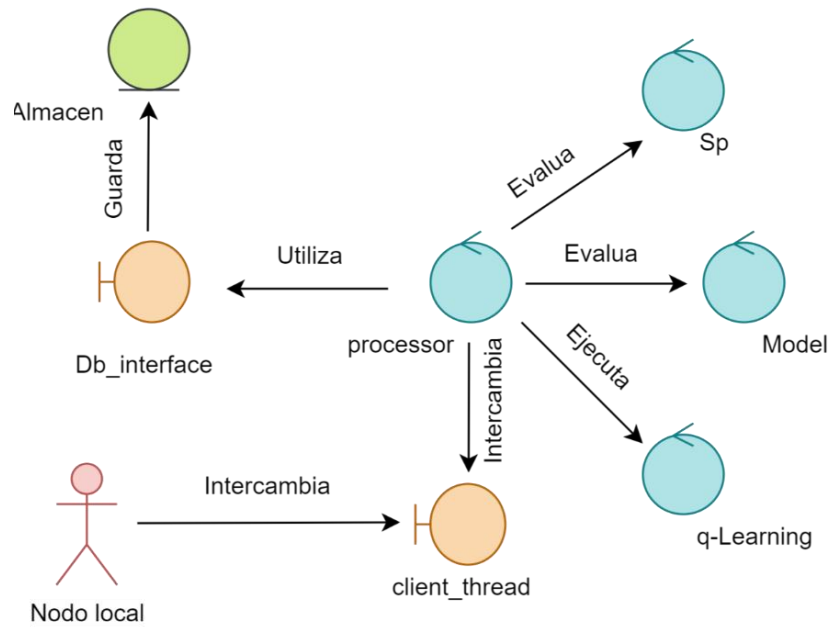 Almacen
Guarda
Sp
Evalua
Utiliza
Evalua
processor
Model
Db_interface
Intercambia
Ejecuta
Intercambia
q-Learning
client_thread
Nodo local